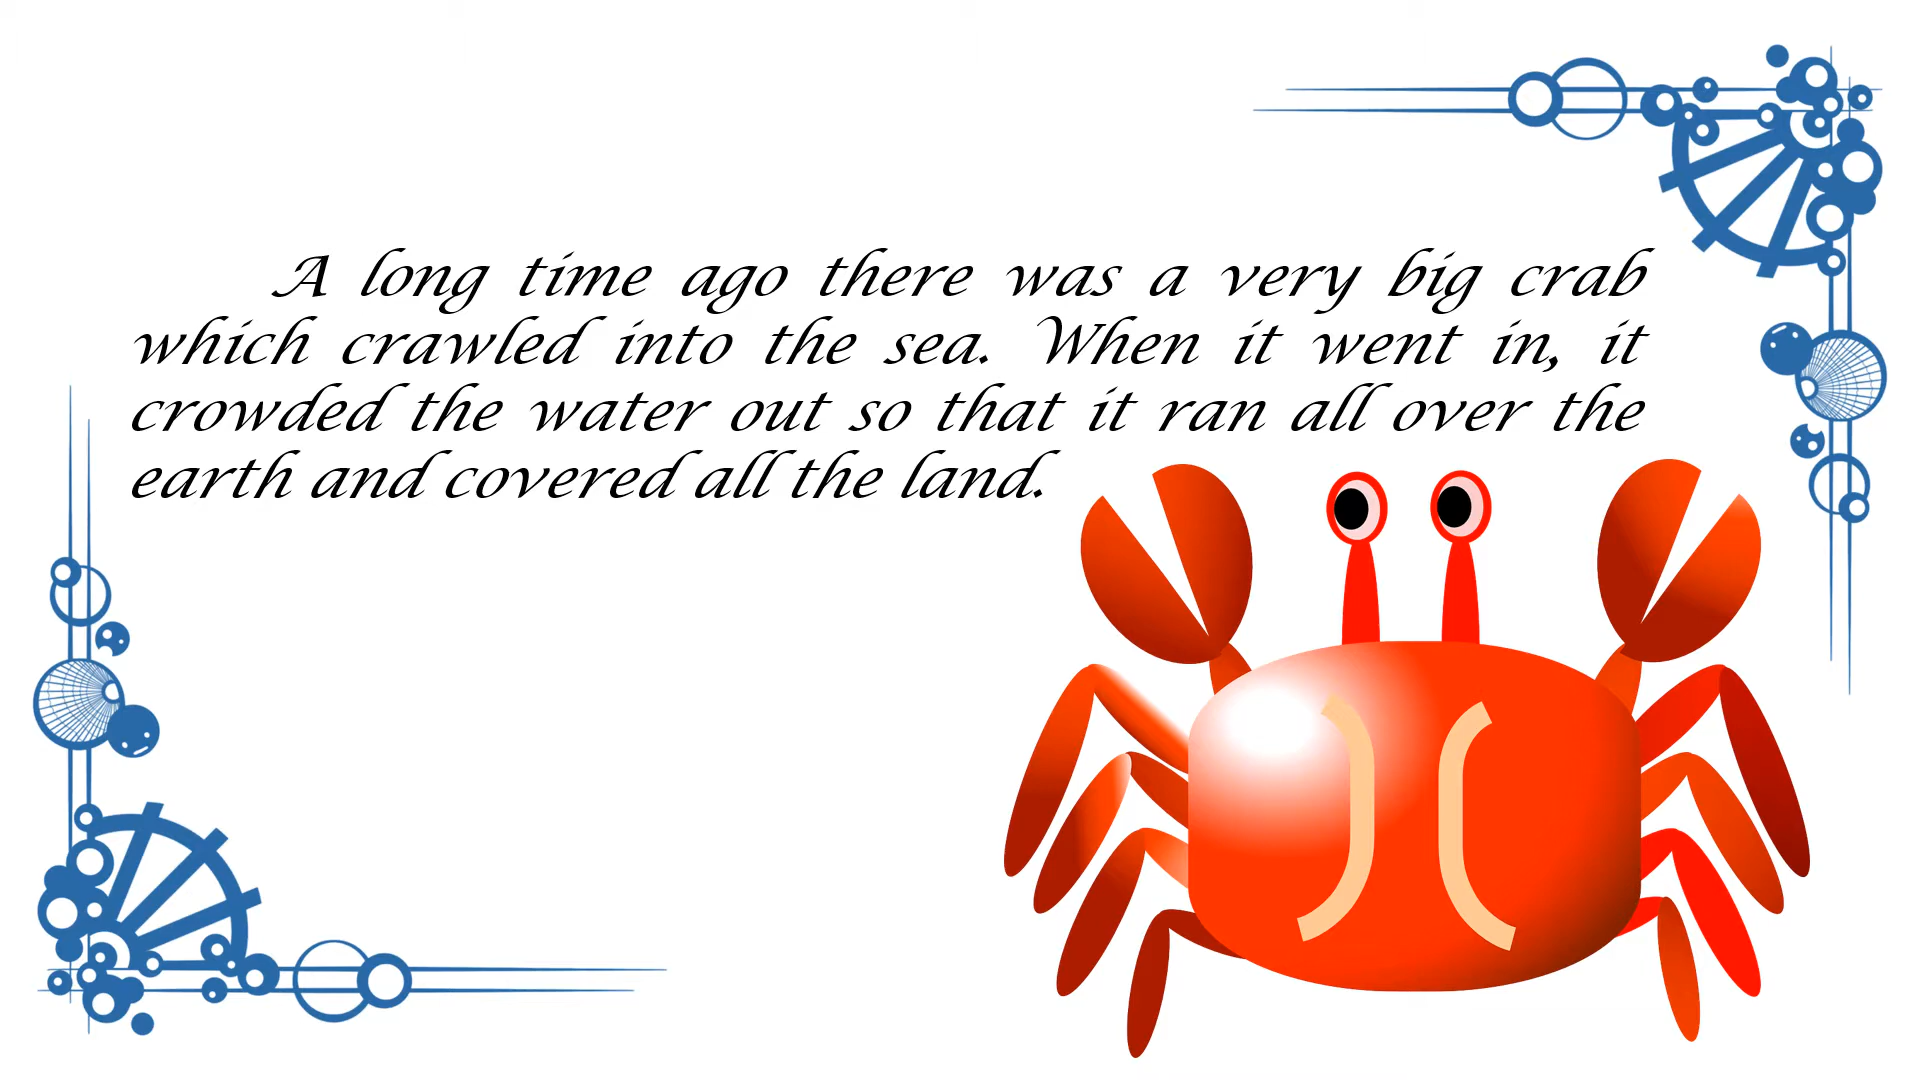 A long time ago there was a very big crab
which crawled into the sea. When it went in, it
crowded the water out so that it ran all over the
earth and covered all the land.